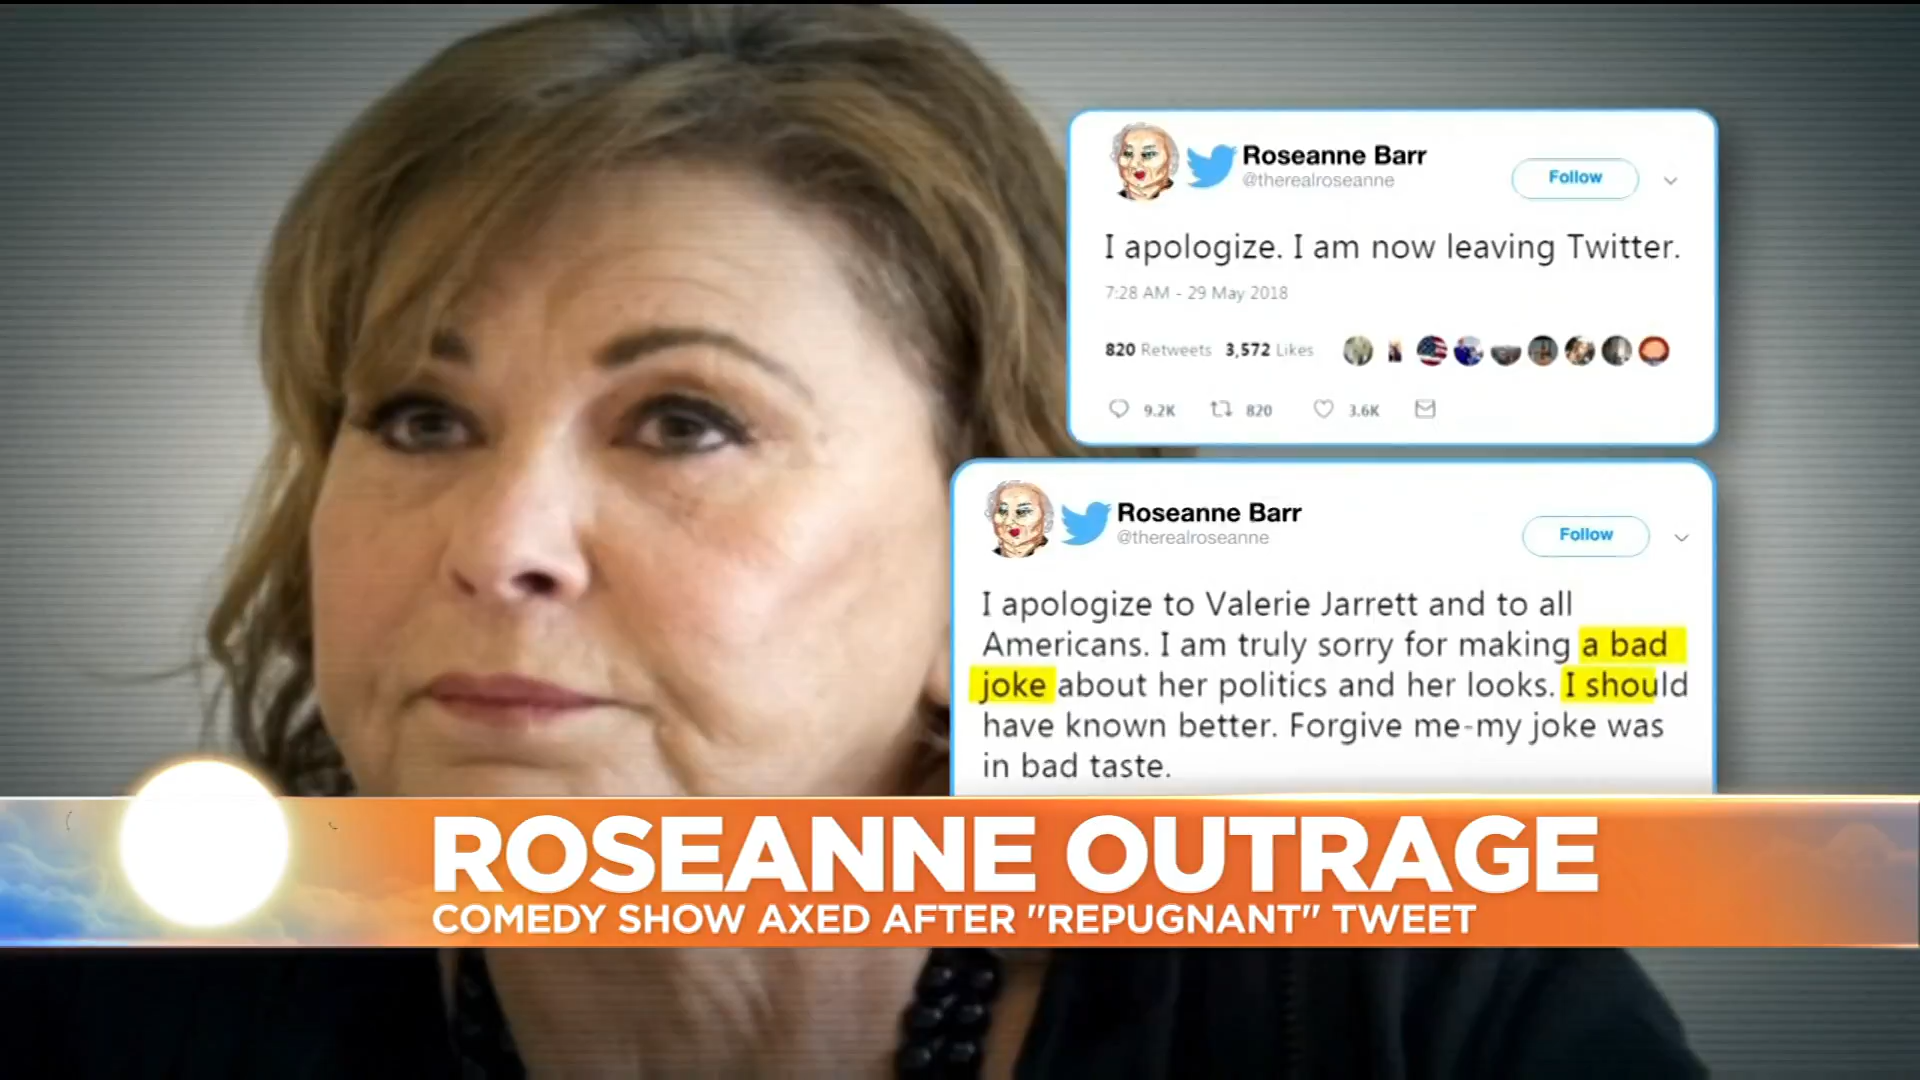 Roseanne Barr
@therealroseanne
Follow
I apologize. I am now leaving Twitter.
7:28 AM - 29 May 2018
820 Retweets 3,572 Likes
9.2K 820 3.6K
Roseanne Barr
@therealroseanne
Follow
I apologize to Valerie Jarrett and to all
Americans. I am truly sorry for making a bad
joke about her politics and her looks. I should
have known better. Forgive me-my joke was
in bad taste.
ROSEANNE OUTRAGE
COMEDY SHOW AXED AFTER "REPUGNANT" TWEET